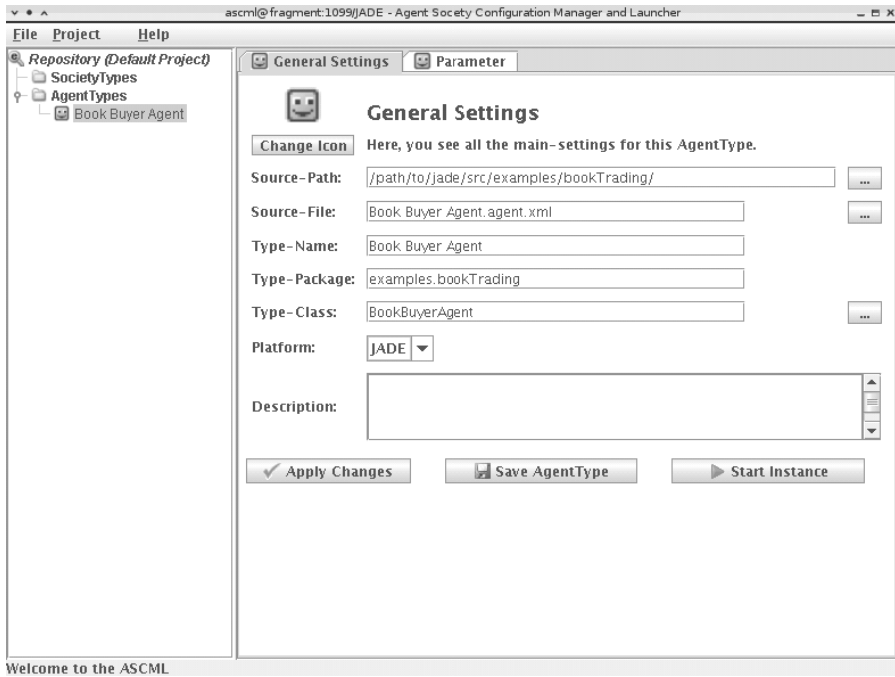 ascml@fragment:1099/JADE - Agent Socety Configuration Manager and Launcher
File Project Help
Repository (Default Project)
SocietyTypes
AgentTypes
Book Buyer Agent
General Settings Parameter
General Settings
Change Icon Here, you see all the main-settings for this AgentType.
Source-Path: /path/to/jade/src/examples/bookTrading/ ...
Source-File: Book Buyer Agent.agent.xml ...
Type-Name: Book Buyer Agent
Type-Package: examples.bookTrading
Type-Class: BookBuyerAgent ...
Platform: JADE
Description:
Apply Changes Save AgentType Start Instance
Welcome to the ASCML